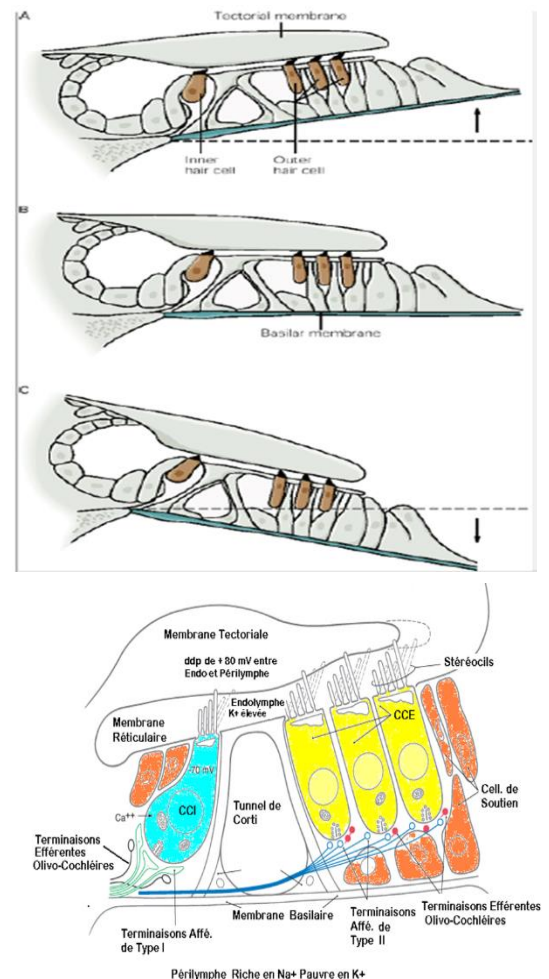 A
Tectorial membrane
Inner
hair cell
Outer
hair cell
B
Basilar membrane
C
Membrane Tectoriale
ddp de + 80 mV entre
Endo et Périlymphe
Stéréocils
Endolymphe
K+ élevée
Membrane
Réticulaire
CCE
-70 mV
Ca++
CCI
Tunnel de
Corti
Cell. de
Soutien
Terminaisons
Efférentes
Olivo-Cochléires
Membrane Basilaire
Terminaisons Affé.
de Type I
Terminaisons
Affé. de
Type II
Terminaisons Efférentes
Olivo-Cochléires
Périlymphe Riche en Na+ Pauvre en K+